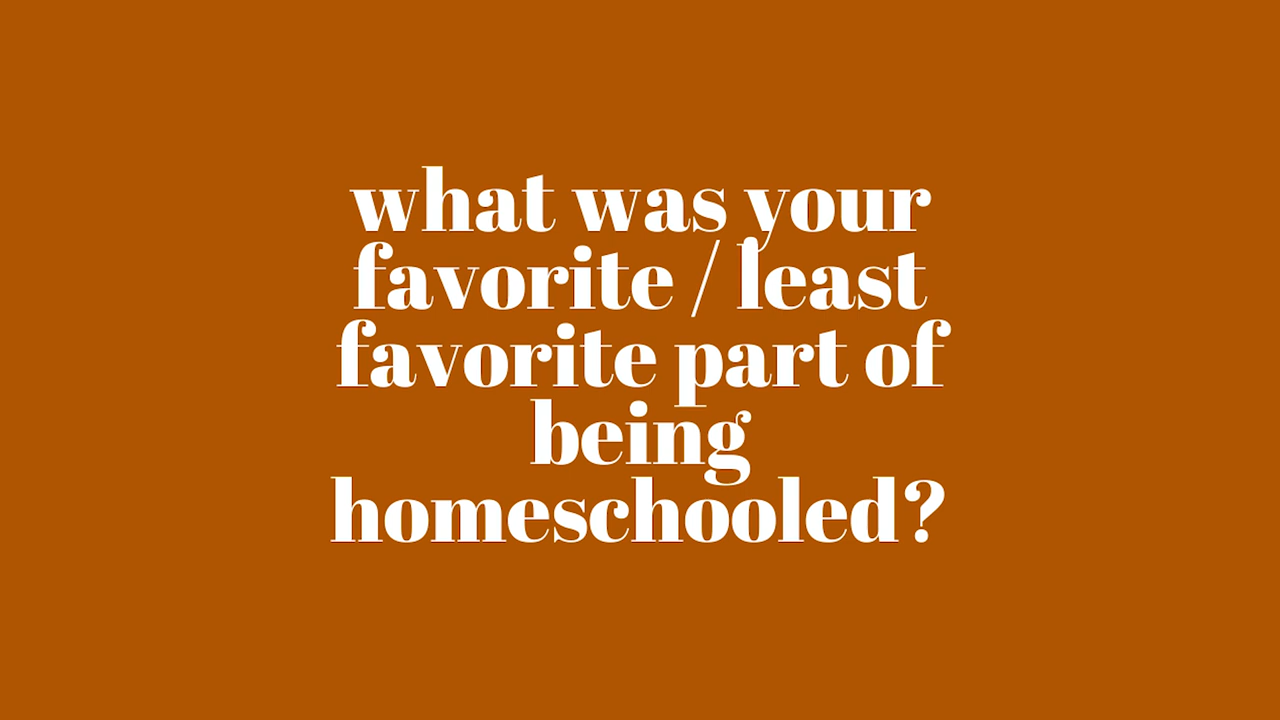 what was your
favorite / least
favorite part of
being
homeschooled?